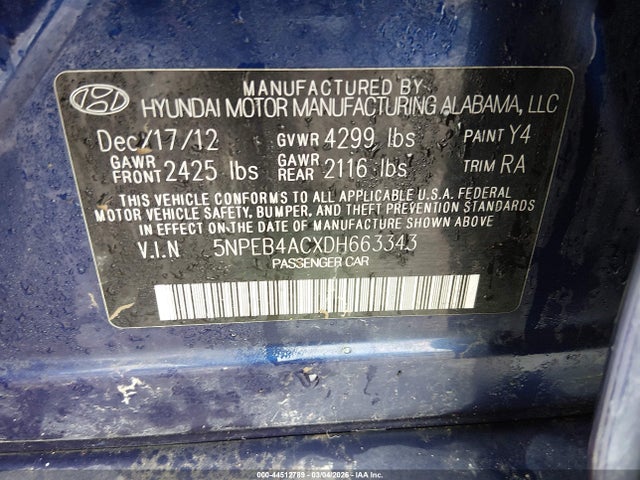 MANUFACTURED BY
HYUNDAI MOTOR MANUFACTURING ALABAMA, LLC
Dec/17/12 GVWR 4299 lbs PAINT Y4
GAWR FRONT 2425 lbs GAWR REAR 2116 lbs TRIM RA
THIS VEHICLE CONFORMS TO ALL APPLICABLE U.S.A. FEDERAL
MOTOR VEHICLE SAFETY, BUMPER, AND THEFT PREVENTION STANDARDS
IN EFFECT ON THE DATE OF MANUFACTURE SHOWN ABOVE.
V.I.N 5NPEB4ACXDH663343
PASSENGER CAR
000-44512789 - 03/04/2026 - IAA Inc.